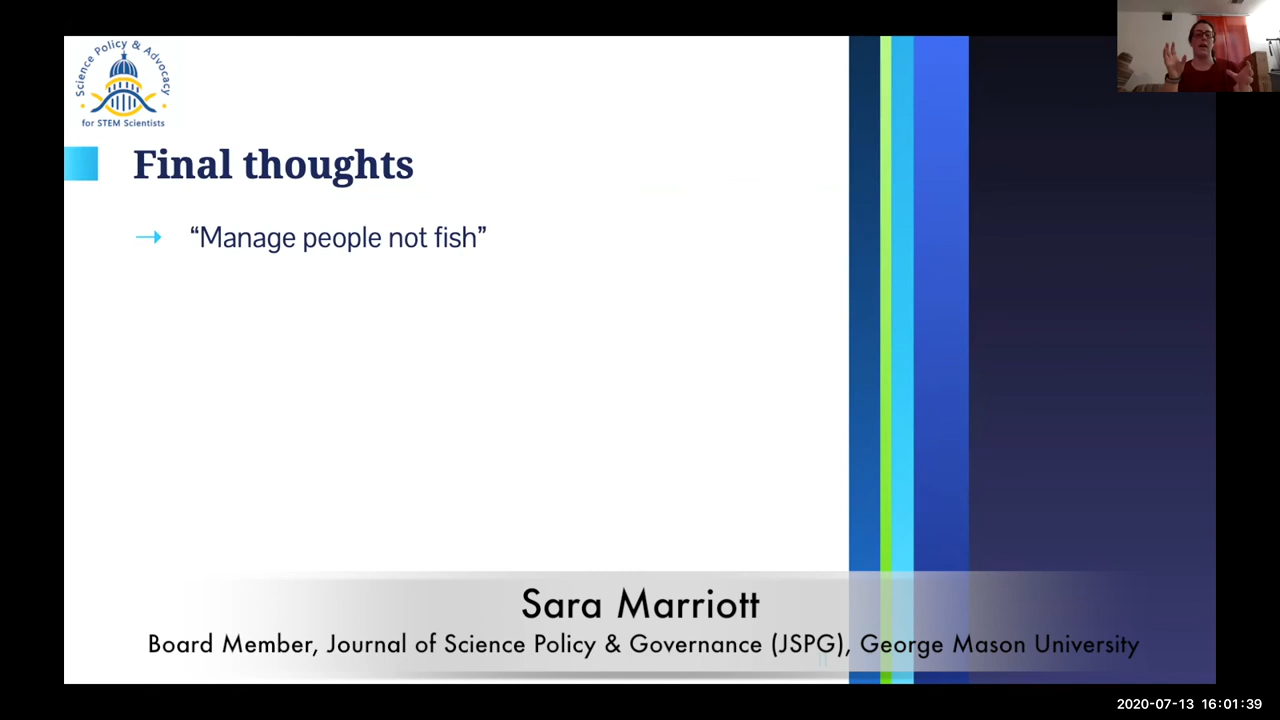 Science Policy & Advocacy
for STEM Scientists
Final thoughts
→ “Manage people not fish”
Sara Marriott
Board Member, Journal of Science Policy & Governance (JSPG), George Mason University
2020-07-13 16:01:39